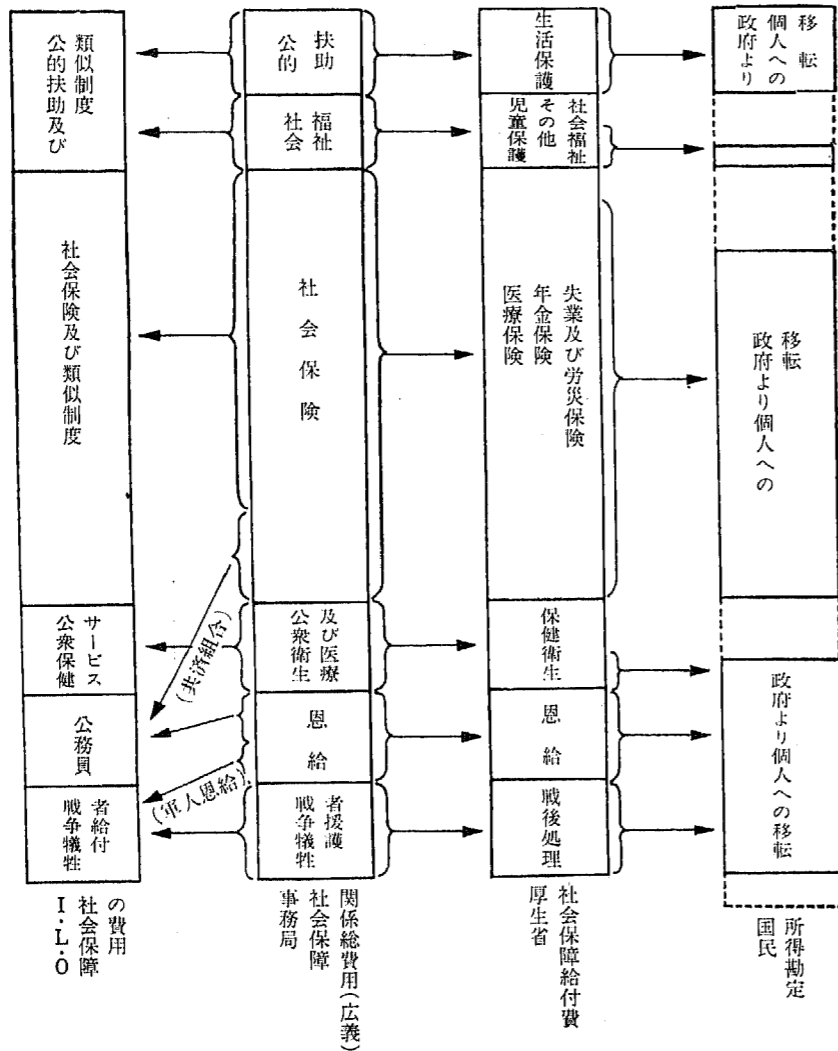 公的扶助及び
類似制度
社会保険及び類似制度
公衆保健
サービス
公務員
戦争犠牲
者給付
I・L・O
社会保障
の費用
公的
扶助
社会
福祉
社会保険
(共済組合)
公衆衛生
及び医療
恩給
(軍人恩給)
戦争犠牲
者援護
事務局
社会保障
関係総費用(広義)
生活保護
児童保護
その他
社会福祉
医療保険
年金保険
失業及び労災保険
保健衛生
恩給
戦後処理
厚生省
社会保障給付費
政府より
個人への
移転
政府より個人への
移転
政府より個人への移転
国民
所得勘定